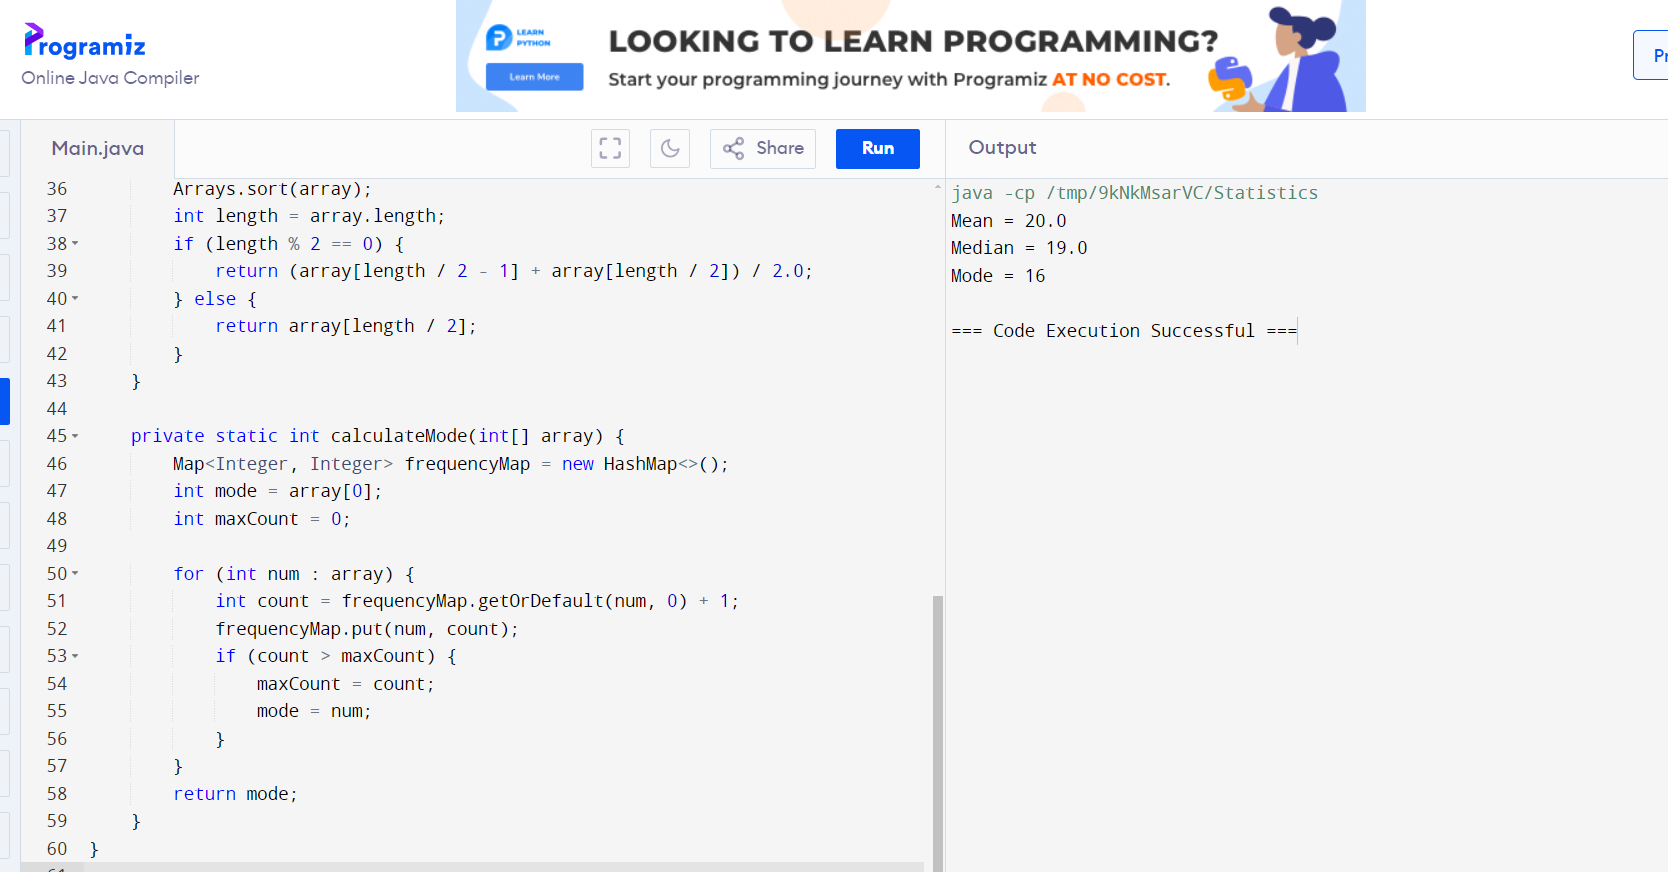 Programiz
Online Java Compiler
LEARN
PYTHON
Learn More
LOOKING TO LEARN PROGRAMMING?
Start your programming journey with Programiz AT NO COST.
Main.java
Share
Run
Output
36 Arrays.sort(array);
37 int length = array.length;
38 if (length % 2 == 0) {
39 return (array[length / 2 - 1] + array[length / 2]) / 2.0;
40 } else {
41 return array[length / 2];
42 }
43 }
44
45 private static int calculateMode(int[] array) {
46 Map<Integer, Integer> frequencyMap = new HashMap<>();
47 int mode = array[0];
48 int maxCount = 0;
49
50 for (int num : array) {
51 int count = frequencyMap.getOrDefault(num, 0) + 1;
52 frequencyMap.put(num, count);
53 if (count > maxCount) {
54 maxCount = count;
55 mode = num;
56 }
57 }
58 return mode;
59 }
60 }
java -cp /tmp/9kNkMsarVC/Statistics
Mean = 20.0
Median = 19.0
Mode = 16
=== Code Execution Successful ===